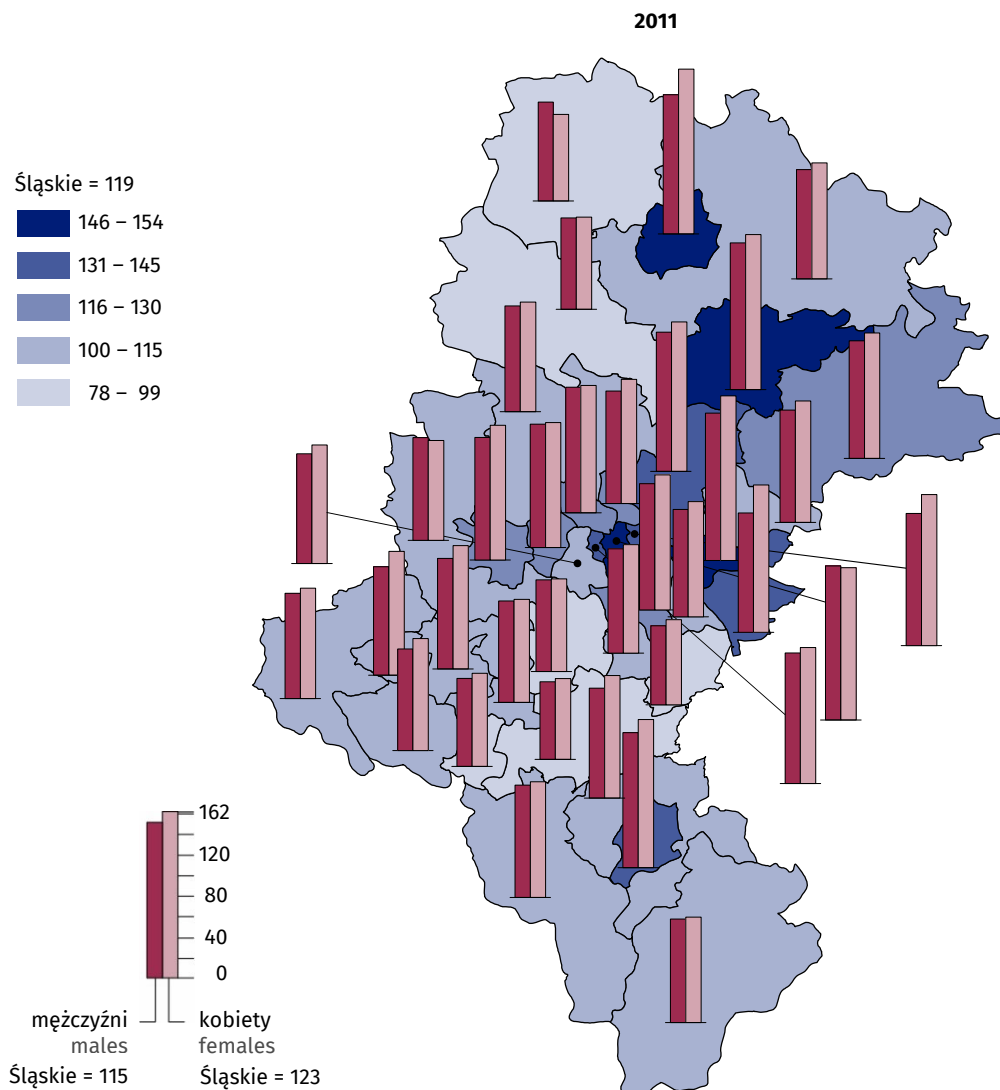 2011
Śląskie = 119
146 – 154
131 – 145
116 – 130
100 – 115
78 – 99
162
120
80
40
0
mężczyźni
males
Śląskie = 115
kobiety
females
Śląskie = 123